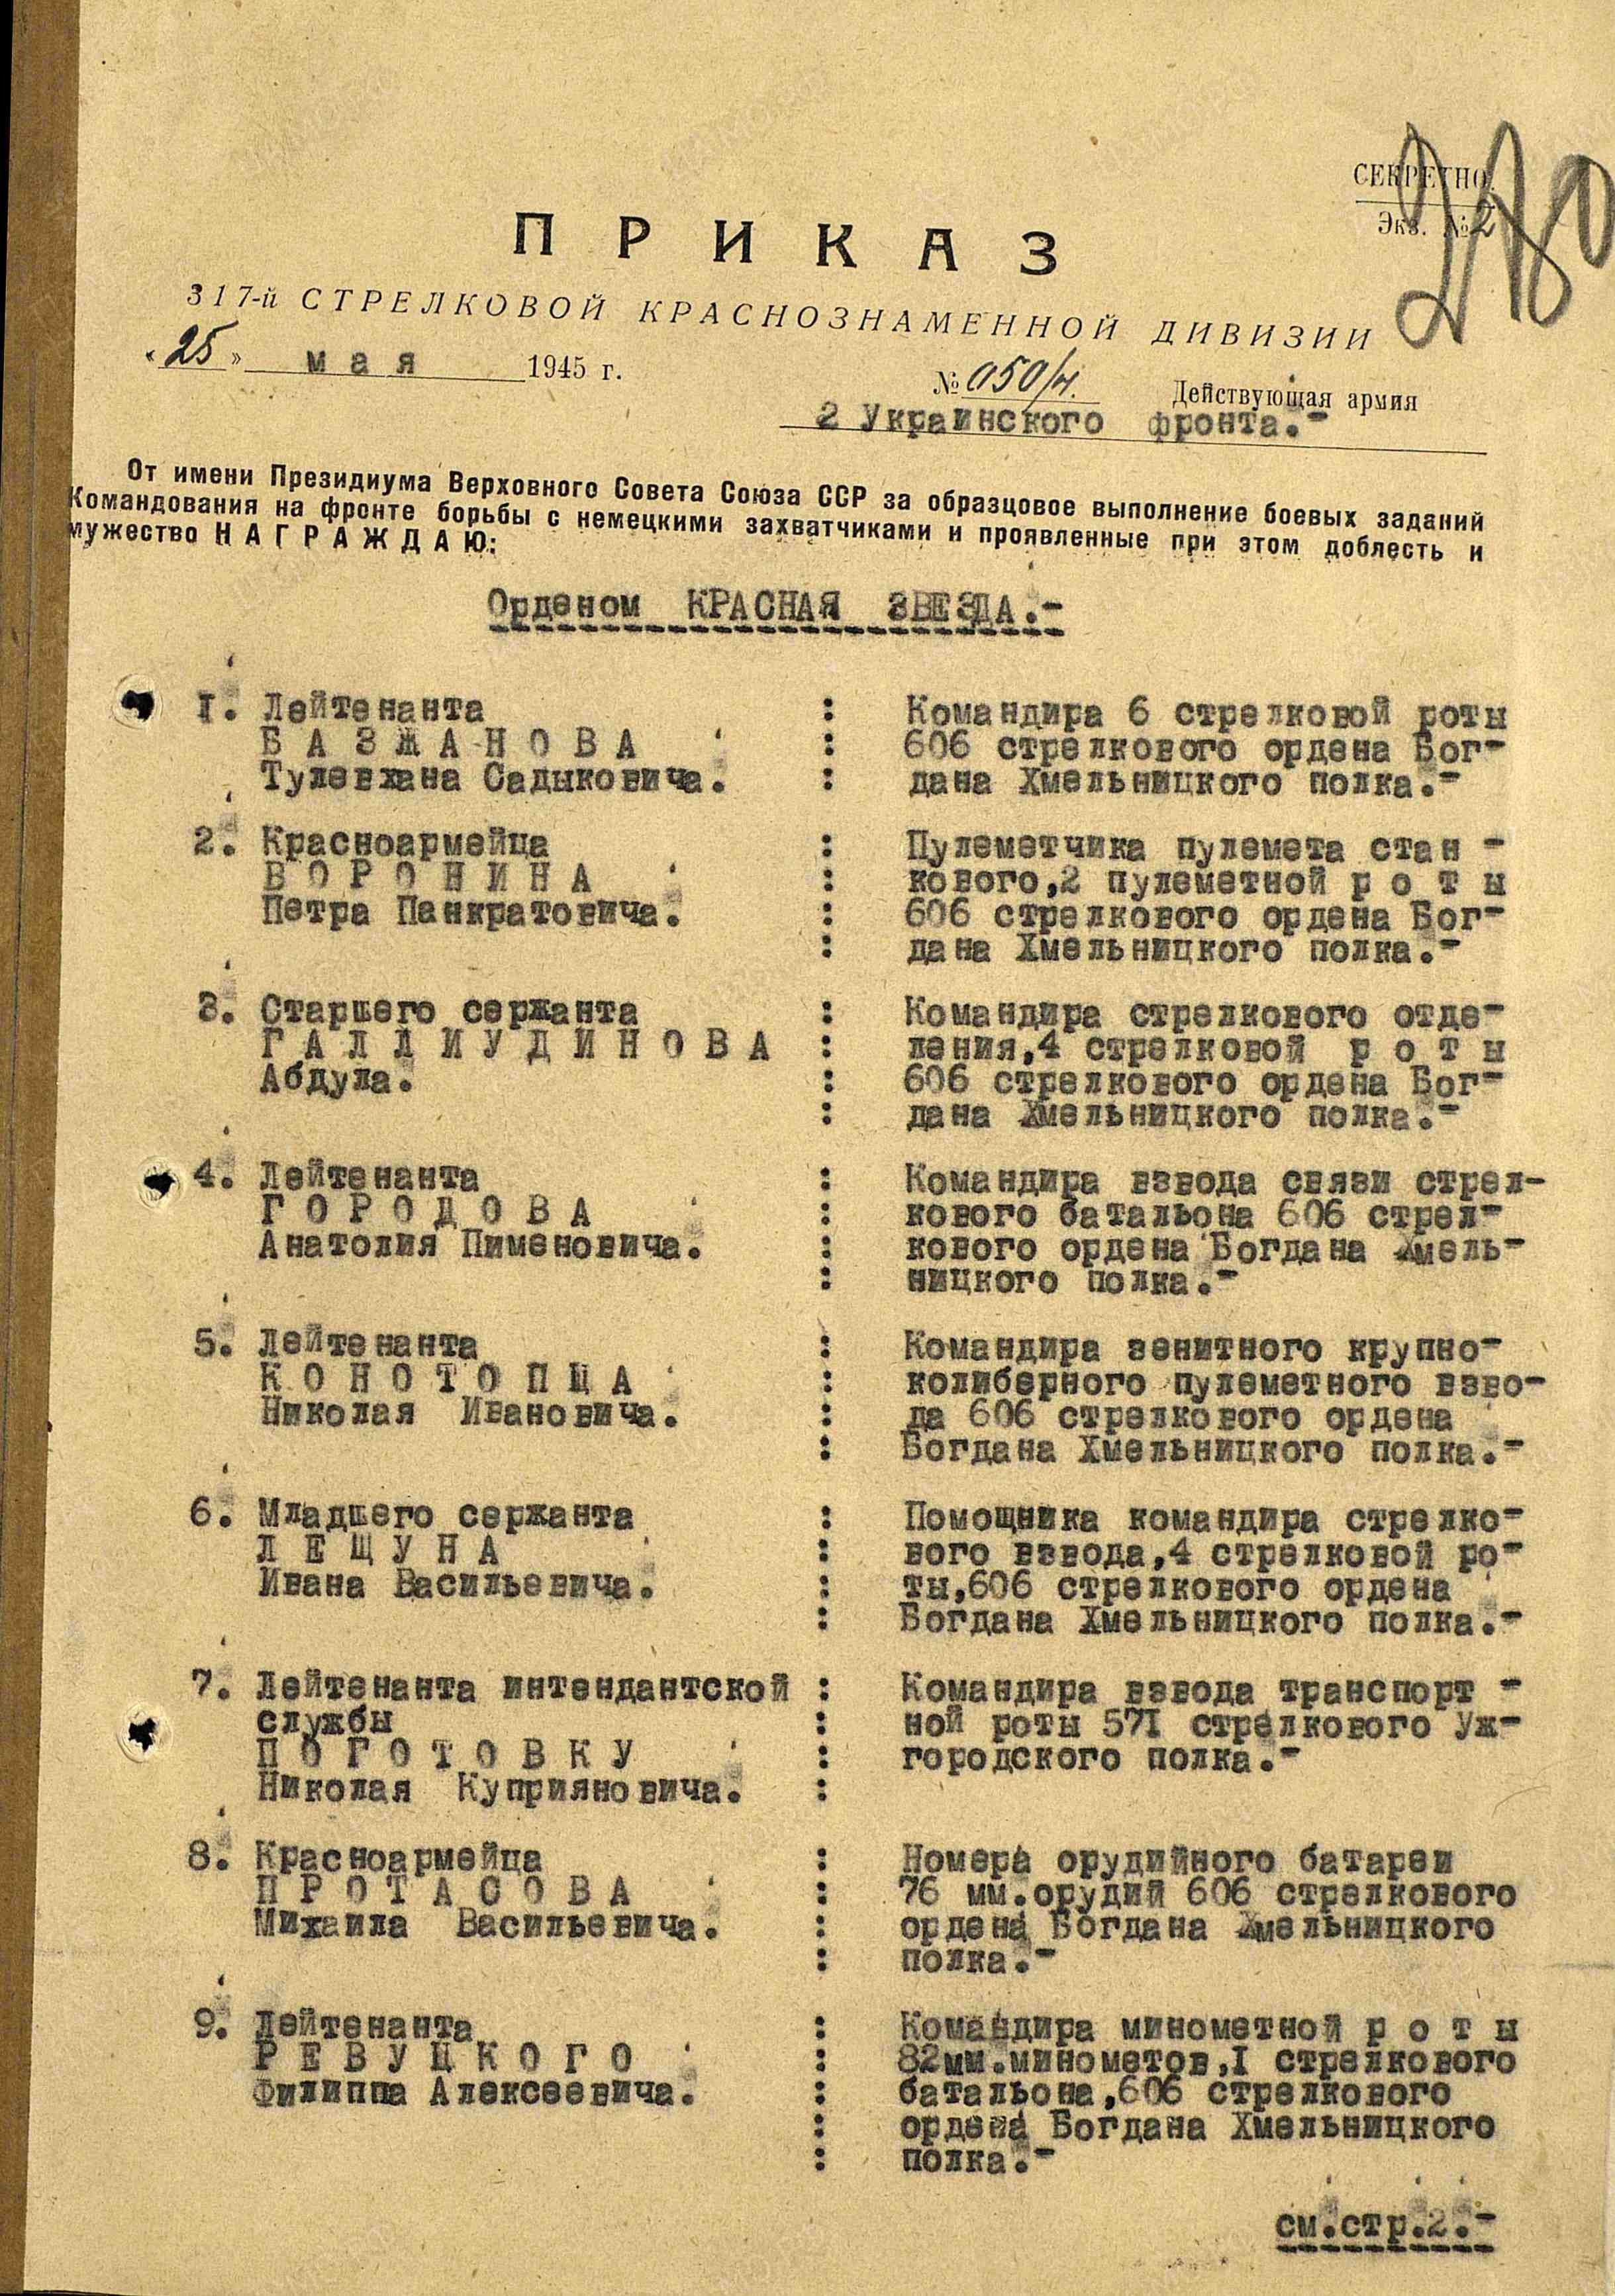 СЕКРЕТНО.
Экз. №2
ПРИКАЗ
317-й СТРЕЛКОВОЙ КРАСНОЗНАМЕННОЙ ДИВИЗИИ
«25» мая 1945 г.
№ 050/н. Действующая армия
2 Украинского фронта.-
От имени Президиума Верховного Совета Союза ССР за образцовое выполнение боевых заданий
Командования на фронте борьбы с немецкими захватчиками и проявленные при этом доблесть и
мужество НАГРАЖДАЮ:
Орденом КРАСНАЯ ЗВЕЗДА.-
I. Лейтенанта : Командира 6 стрелковой роты
БАЗЖАНОВА : 606 стрелкового ордена Бог-
Тулевхана Садыковича. : дана Хмельницкого полка.-
2. Красноармейца : Пулеметчика пулемета стан -
ВОРОНИНА : кового,2 пулеметной р о т ы
Петра Панкратовича. : 606 стрелкового ордена Бог-
: дана Хмельницкого полка.-
3. Старшего сержанта : Командира стрелкового отде-
ГАЛЛИУДИНОВА : ления,4 стрелковой р о т ы
Абдула. : 606 стрелкового ордена Бог-
: дана Хмельницкого полка.-
4. Лейтенанта : Командира взвода связи стрел-
ГОРОДОВА : кового батальона 606 стрел-
Анатолия Пименовича. : кового ордена Богдана Хмель-
: ницкого полка.-
5. Лейтенанта : Командира зенитного крупно-
КОНОТОПЦА : колиберного пулеметного взво-
Николая Ивановича. : да 606 стрелкового ордена
: Богдана Хмельницкого полка.-
6. Младшего сержанта : Помощника командира стрелко-
ЛЕЩУНА : вого взвода,4 стрелковой ро-
Ивана Васильевича. : ты,606 стрелкового ордена
: Богдана Хмельницкого полка.-
7. Лейтенанта интендантской : Командира взвода транспорт -
службы : ной роты 57I стрелкового Уж-
ПОГОТОВКУ : городского полка.-
Николая Куприяновича. :
8. Красноармейца : Номера орудийного батареи
ПРОТАСОВА : 76 мм.орудий 606 стрелкового
Михаила Васильевича. : ордена Богдана Хмельницкого
: полка.-
9. Лейтенанта : Командира минометной р о т ы
РЕВУЦКОГО : 82мм.минометов,I стрелкового
Филиппа Алексеевича. : батальона,606 стрелкового
: ордена Богдана Хмельницкого
: полка.-
см.стр.2.-